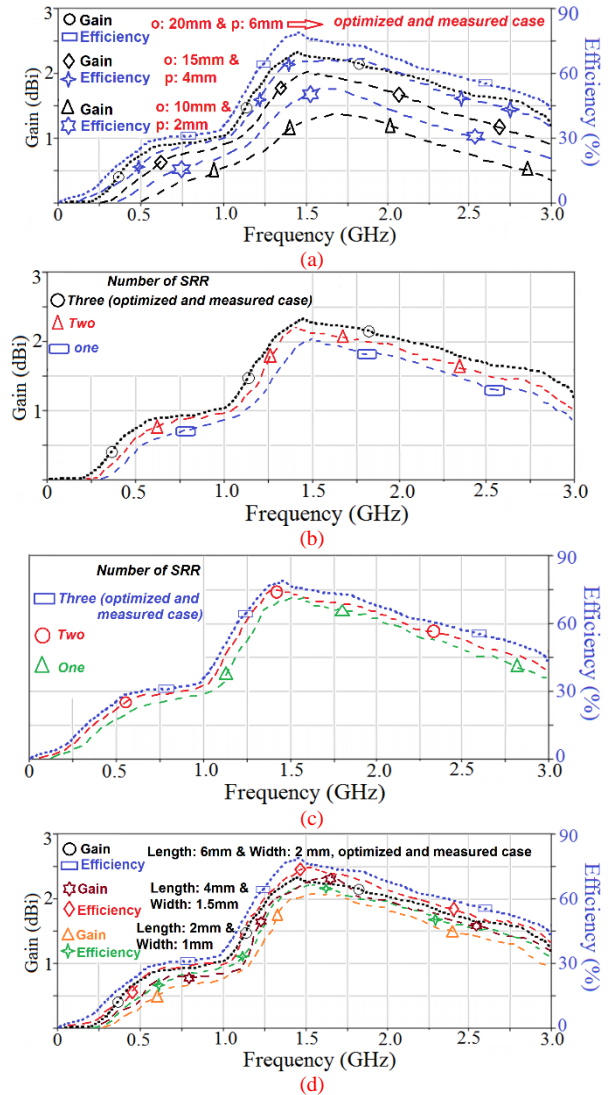 3
2
1
0
Gain (dBi)
Gain
Efficiency
o: 20mm & p: 6mm
optimized and measured case
Gain
Efficiency
o: 15mm &
p: 4mm
Gain
Efficiency
o: 10mm &
p: 2mm
90
60
30
0
Efficiency (%)
0.5
1.0
1.5
2.0
2.5
3.0
Frequency (GHz)
(a)
3
2
1
0
Gain (dBi)
Number of SRR
Three (optimized and measured case)
Two
one
0.5
1.0
1.5
2.0
2.5
3.0
Frequency (GHz)
(b)
Number of SRR
Three (optimized and
measured case)
Two
One
90
60
30
0
Efficiency (%)
0
0.5
1.0
1.5
2.0
2.5
3.0
Frequency (GHz)
(c)
3
2
1
0
Gain (dBi)
Gain
Efficiency
Length: 6mm & Width: 2 mm, optimized and measured case
Gain
Efficiency
Length: 4mm &
Width: 1.5mm
Gain
Efficiency
Length: 2mm &
Width: 1mm
90
60
30
0
Efficiency (%)
0.5
1.0
1.5
2.0
2.5
3.0
Frequency (GHz)
(d)